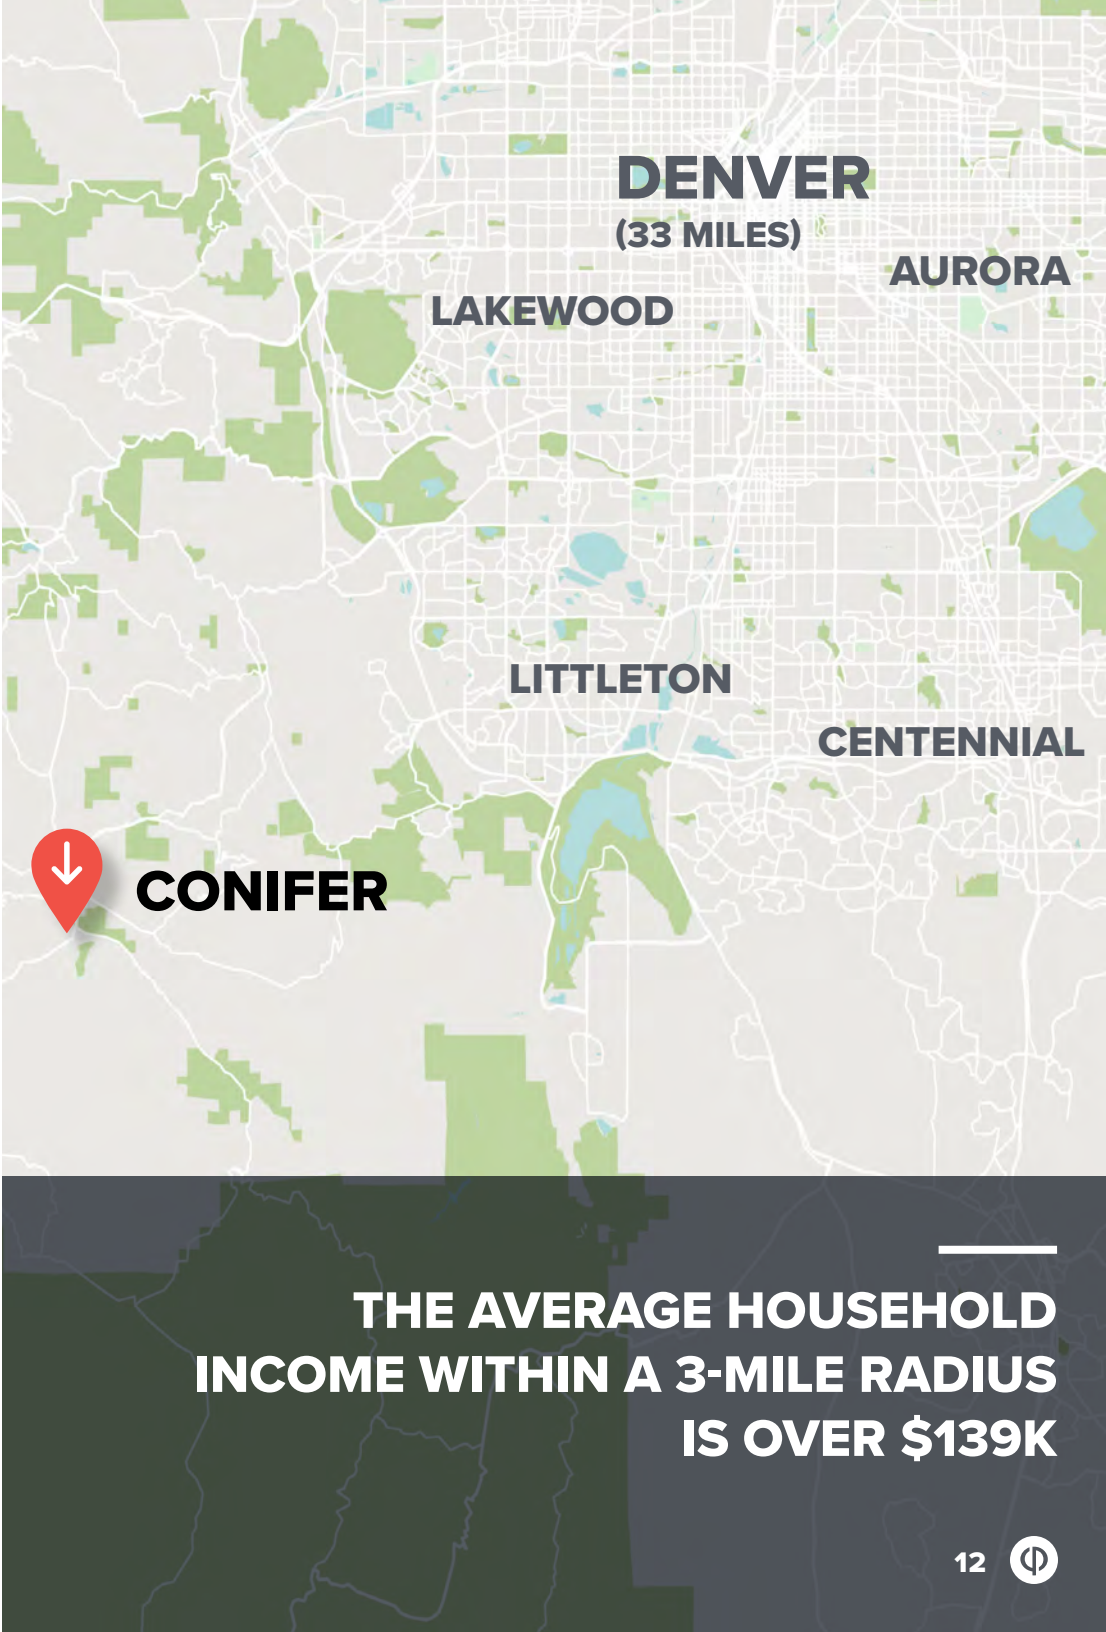 DENVER
(33 MILES)
AURORA
LAKEWOOD
LITTLETON
CENTENNIAL
CONIFER
THE AVERAGE HOUSEHOLD
INCOME WITHIN A 3-MILE RADIUS
IS OVER $139K
12